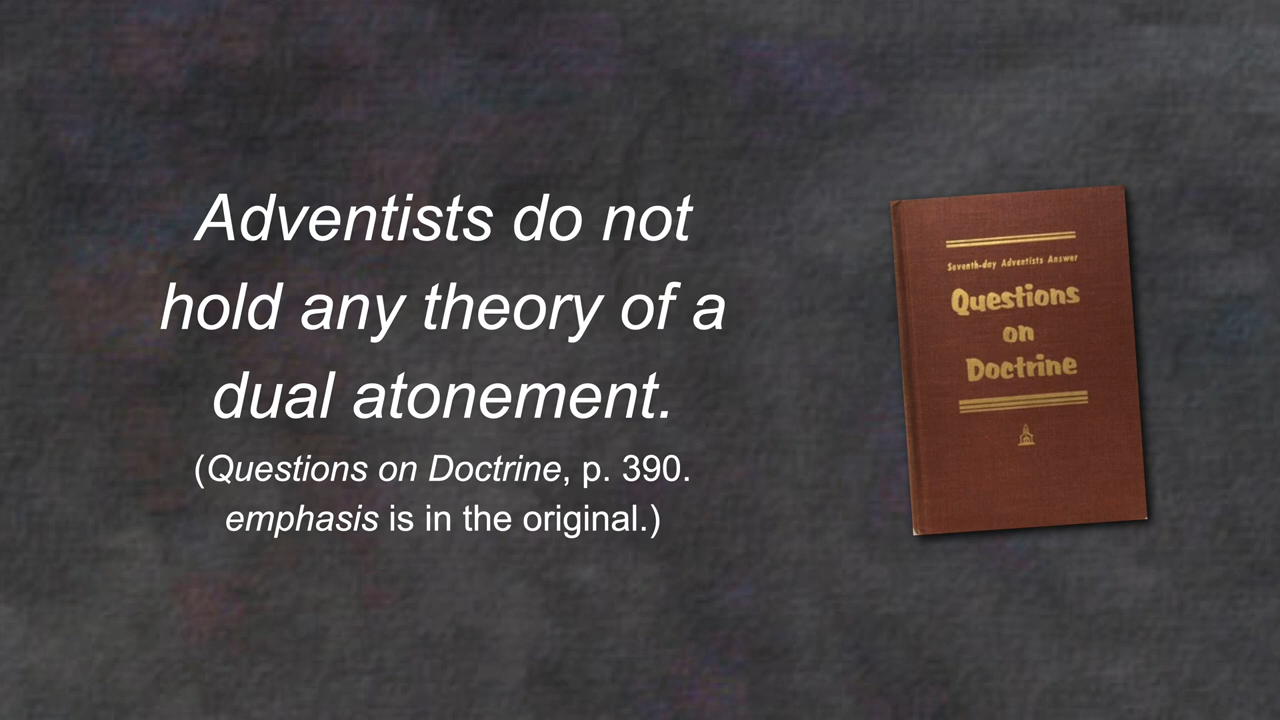 Adventists do not
hold any theory of a
dual atonement.
(Questions on Doctrine, p. 390.
emphasis is in the original.)
Seventh-day Adventists Answer
Questions
on
Doctrine